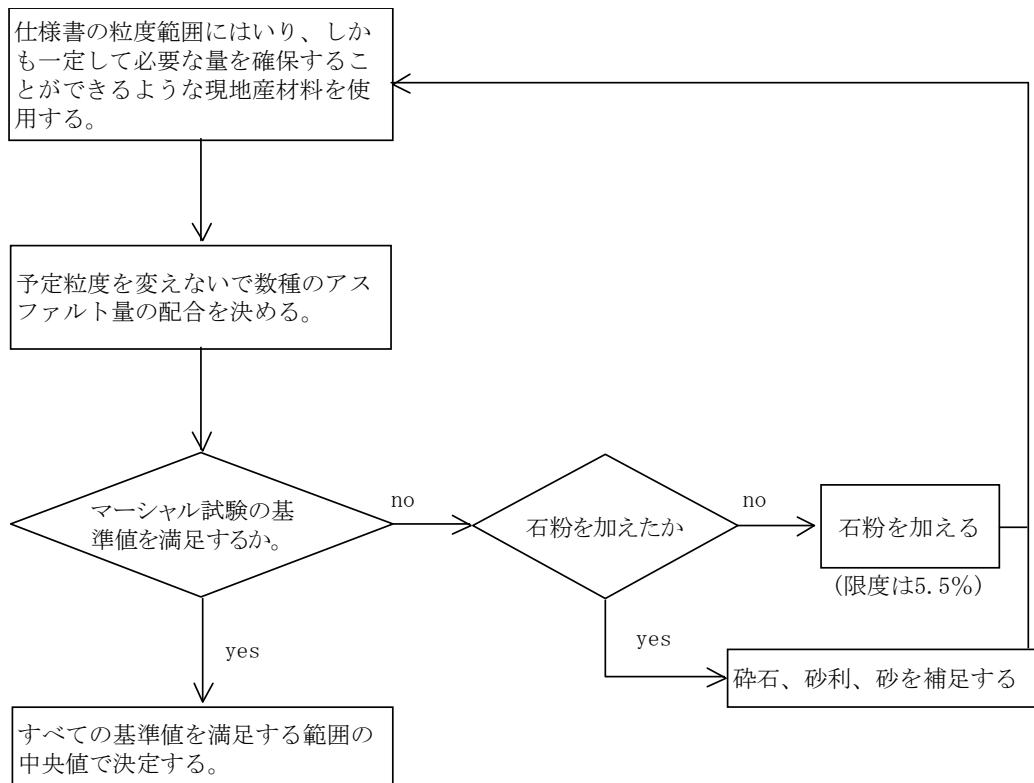 仕様書の粒度範囲にはいり、しか
も一定して必要な量を確保するこ
とができるような現地産材料を使
用する。
予定粒度を変えないで数種のアス
ファルト量の配合を決める。
マーシャル試験の基
準値を満足するか。
no
石粉を加えたか
no
石粉を加える
(限度は5.5％)
yes
yes
砕石、砂利、砂を補足する
すべての基準値を満足する範囲の
中央値で決定する。